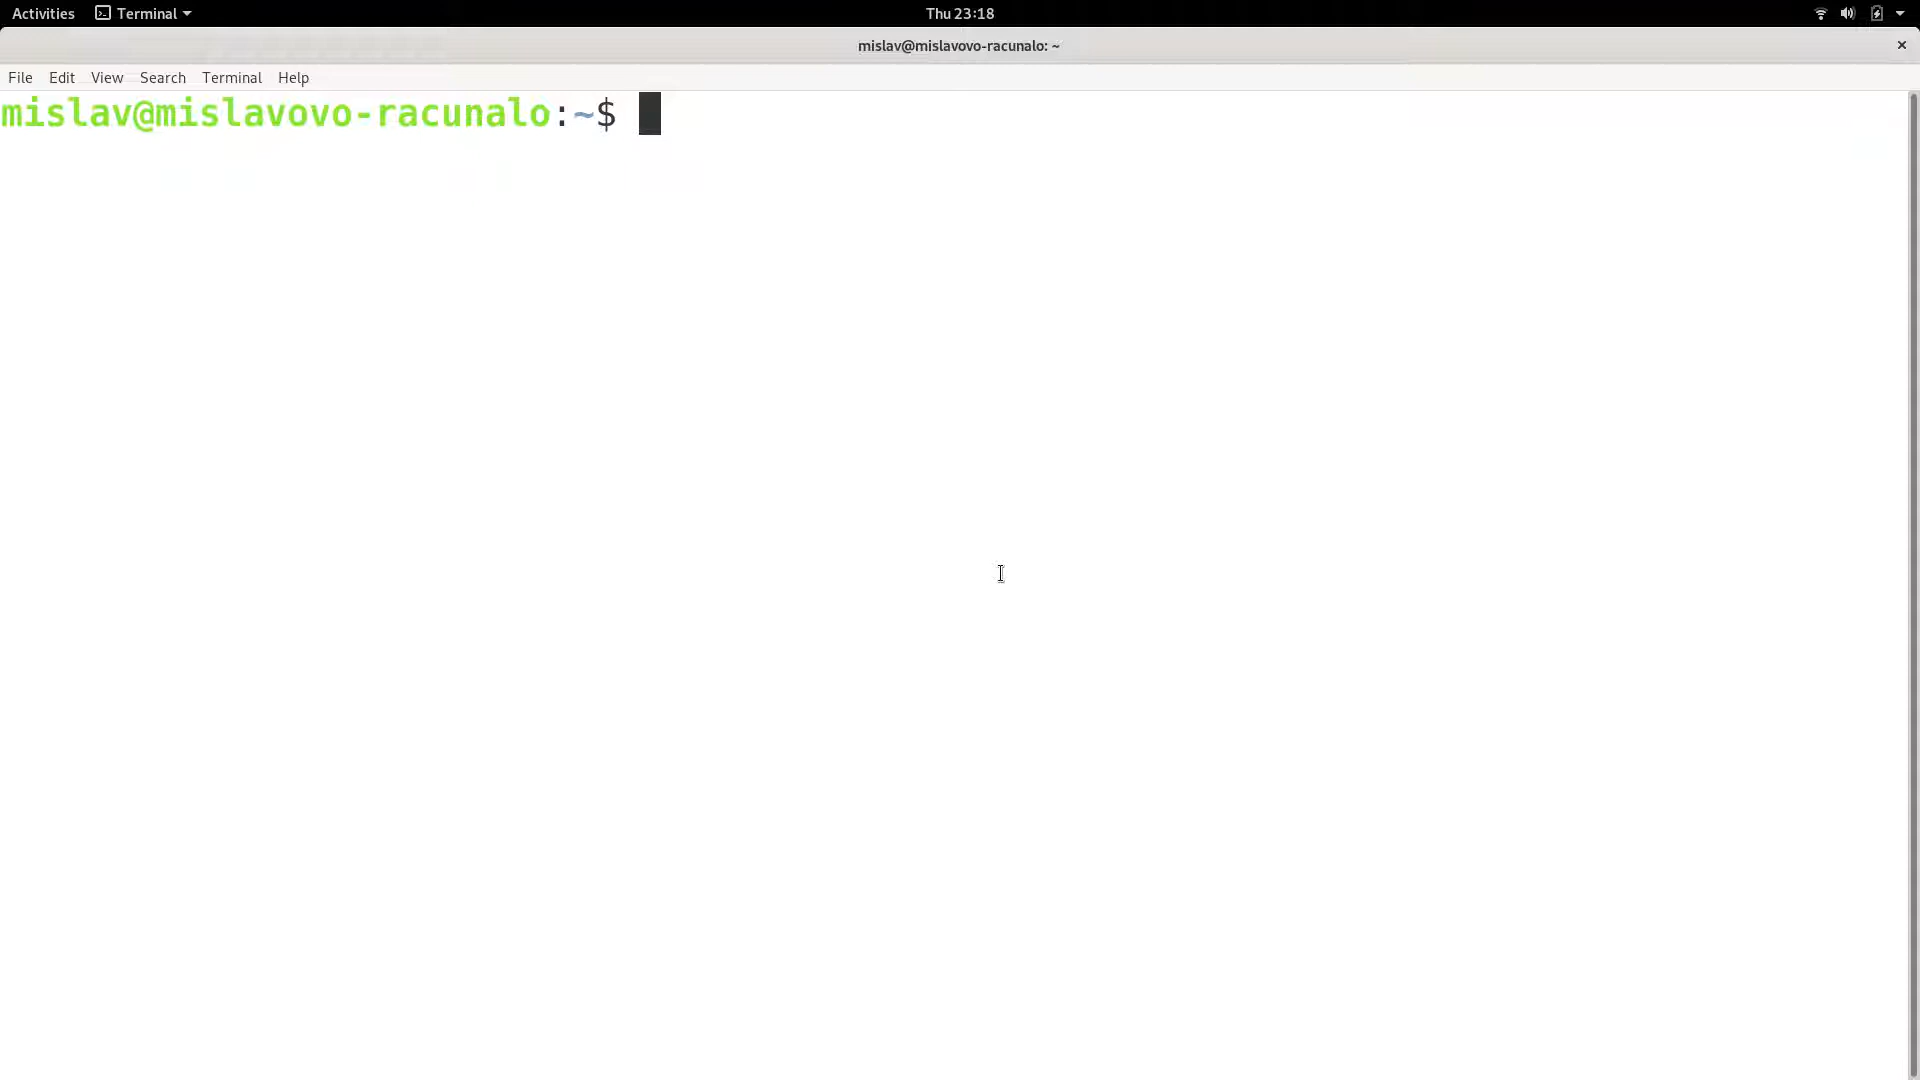 Activities Terminal Thu 23:18
mislav@mislavovo-racunalo: ~
File Edit View Search Terminal Help
mislav@mislavovo-racunalo:~$